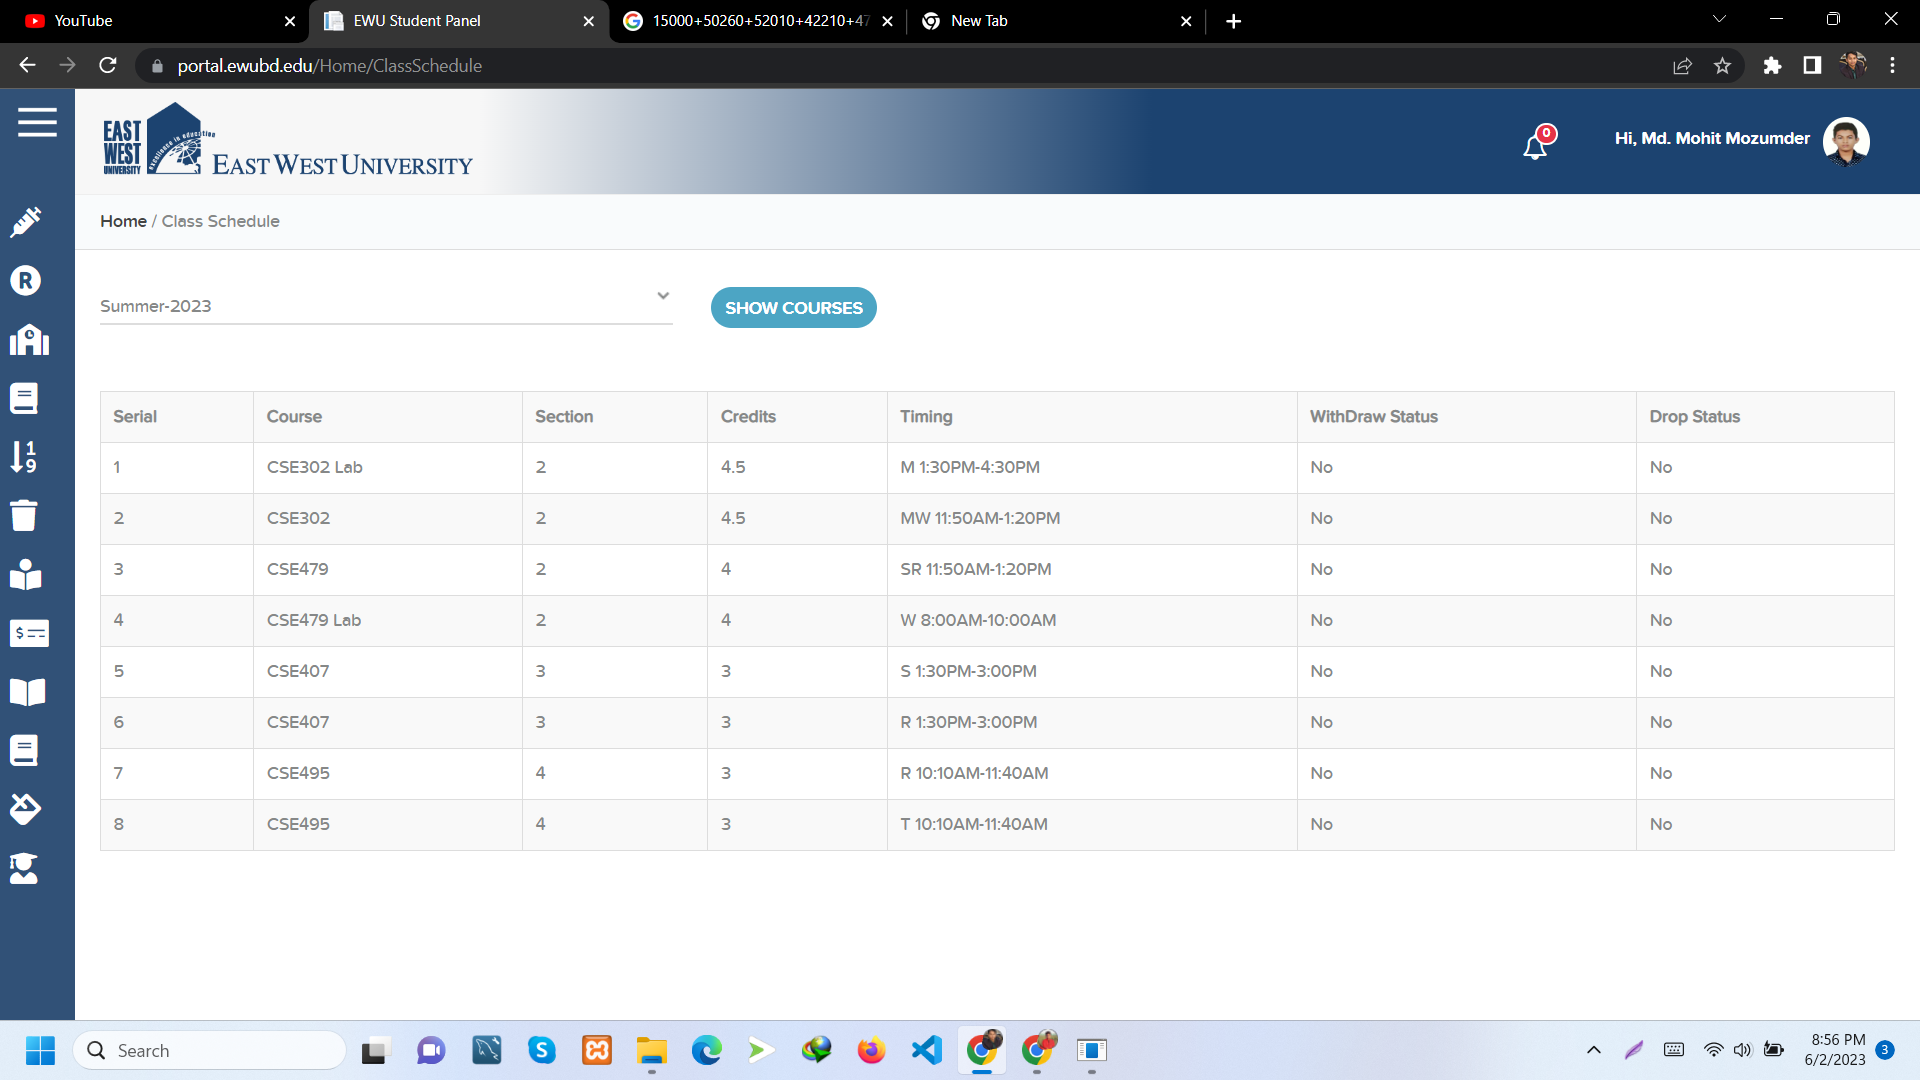 YouTube
EWU Student Panel
15000+50260+52010+42210+47
New Tab
portal.ewubd.edu/Home/ClassSchedule
EAST WEST UNIVERSITY
excellence in education
EAST WEST UNIVERSITY
0
Hi, Md. Mohit Mozumder
Home / Class Schedule
Summer-2023
SHOW COURSES
Serial Course Section Credits Timing WithDraw Status Drop Status
1 CSE302 Lab 2 4.5 M 1:30PM-4:30PM No No
2 CSE302 2 4.5 MW 11:50AM-1:20PM No No
3 CSE479 2 4 SR 11:50AM-1:20PM No No
4 CSE479 Lab 2 4 W 8:00AM-10:00AM No No
5 CSE407 3 3 S 1:30PM-3:00PM No No
6 CSE407 3 3 R 1:30PM-3:00PM No No
7 CSE495 4 3 R 10:10AM-11:40AM No No
8 CSE495 4 3 T 10:10AM-11:40AM No No
R
1
9
$
Search
S
8:56 PM
6/2/2023
3